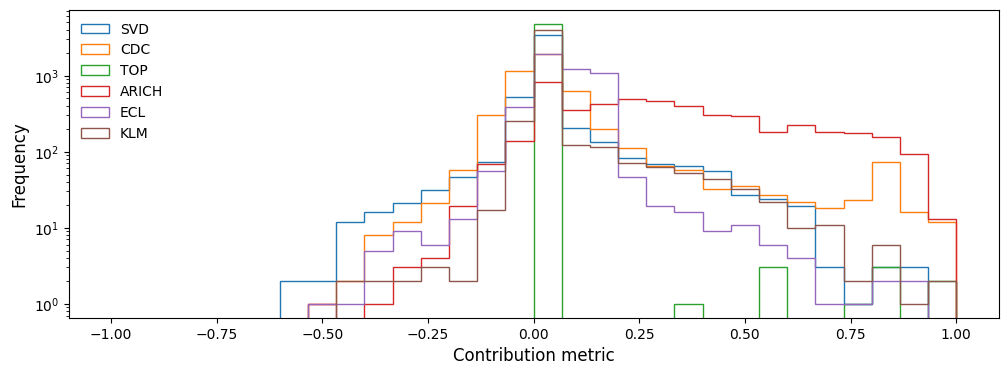 SVD
CDC
TOP
ARICH
ECL
KLM
Frequency
10³
10²
10¹
10⁰
−1.00 −0.75 −0.50 −0.25 0.00 0.25 0.50 0.75 1.00
Contribution metric